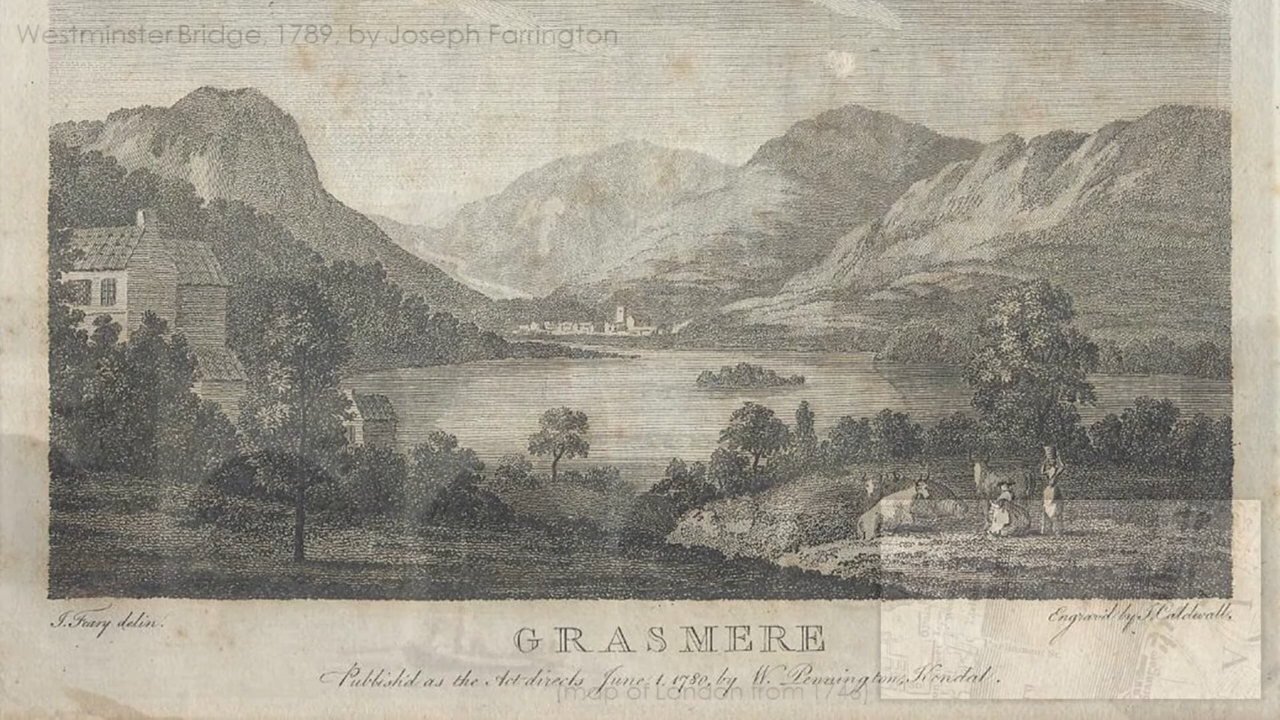 Westminster Bridge, 1789, by Joseph Farrington
J. Feary delin.
Engrav'd by J. Caldwall.
GRASMERE
Publish'd as the Act directs June 1, 1780, by W. Pennington, Kendal.
(map of London from 1746)